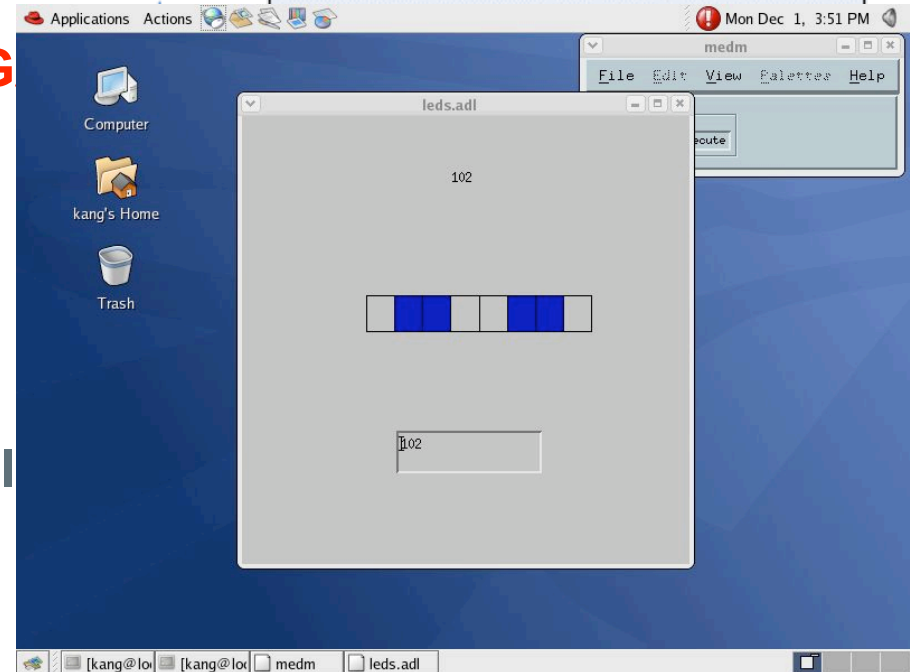 Applications Actions Mon Dec 1, 3:51 PM
G
medm
File Edit View Palettes Help
Computer
leds.adl
ecute
102
kang's Home
Trash
102
[kang@lo [kang@lo medm leds.adl